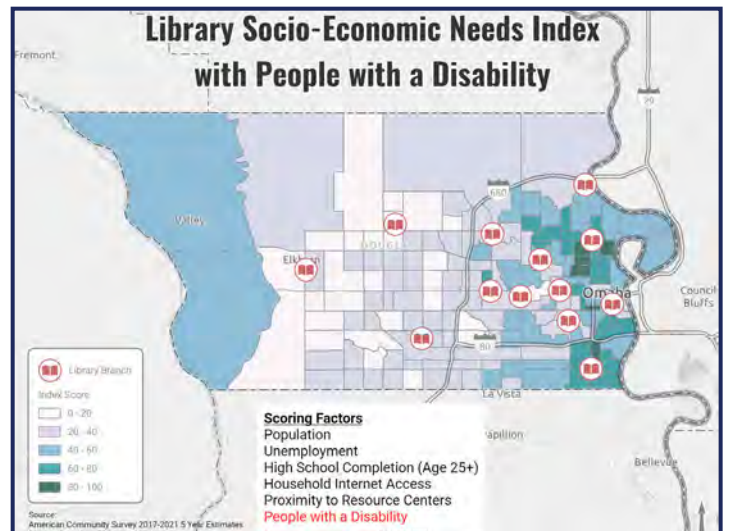 Library Socio-Economic Needs Index
with People with a Disability
Fremont
29
680
Valley
DOUGL
Elkhorn
Omaha
Council
Bluffs
80
La Vista
Papillion
Bellevue
Library Branch
Index Score
0 - 20
20 - 40
40 - 60
60 - 80
80 - 100
Scoring Factors
Population
Unemployment
High School Completion (Age 25+)
Household Internet Access
Proximity to Resource Centers
People with a Disability
Source:
American Community Survey 2017-2021 5 Year Estimates